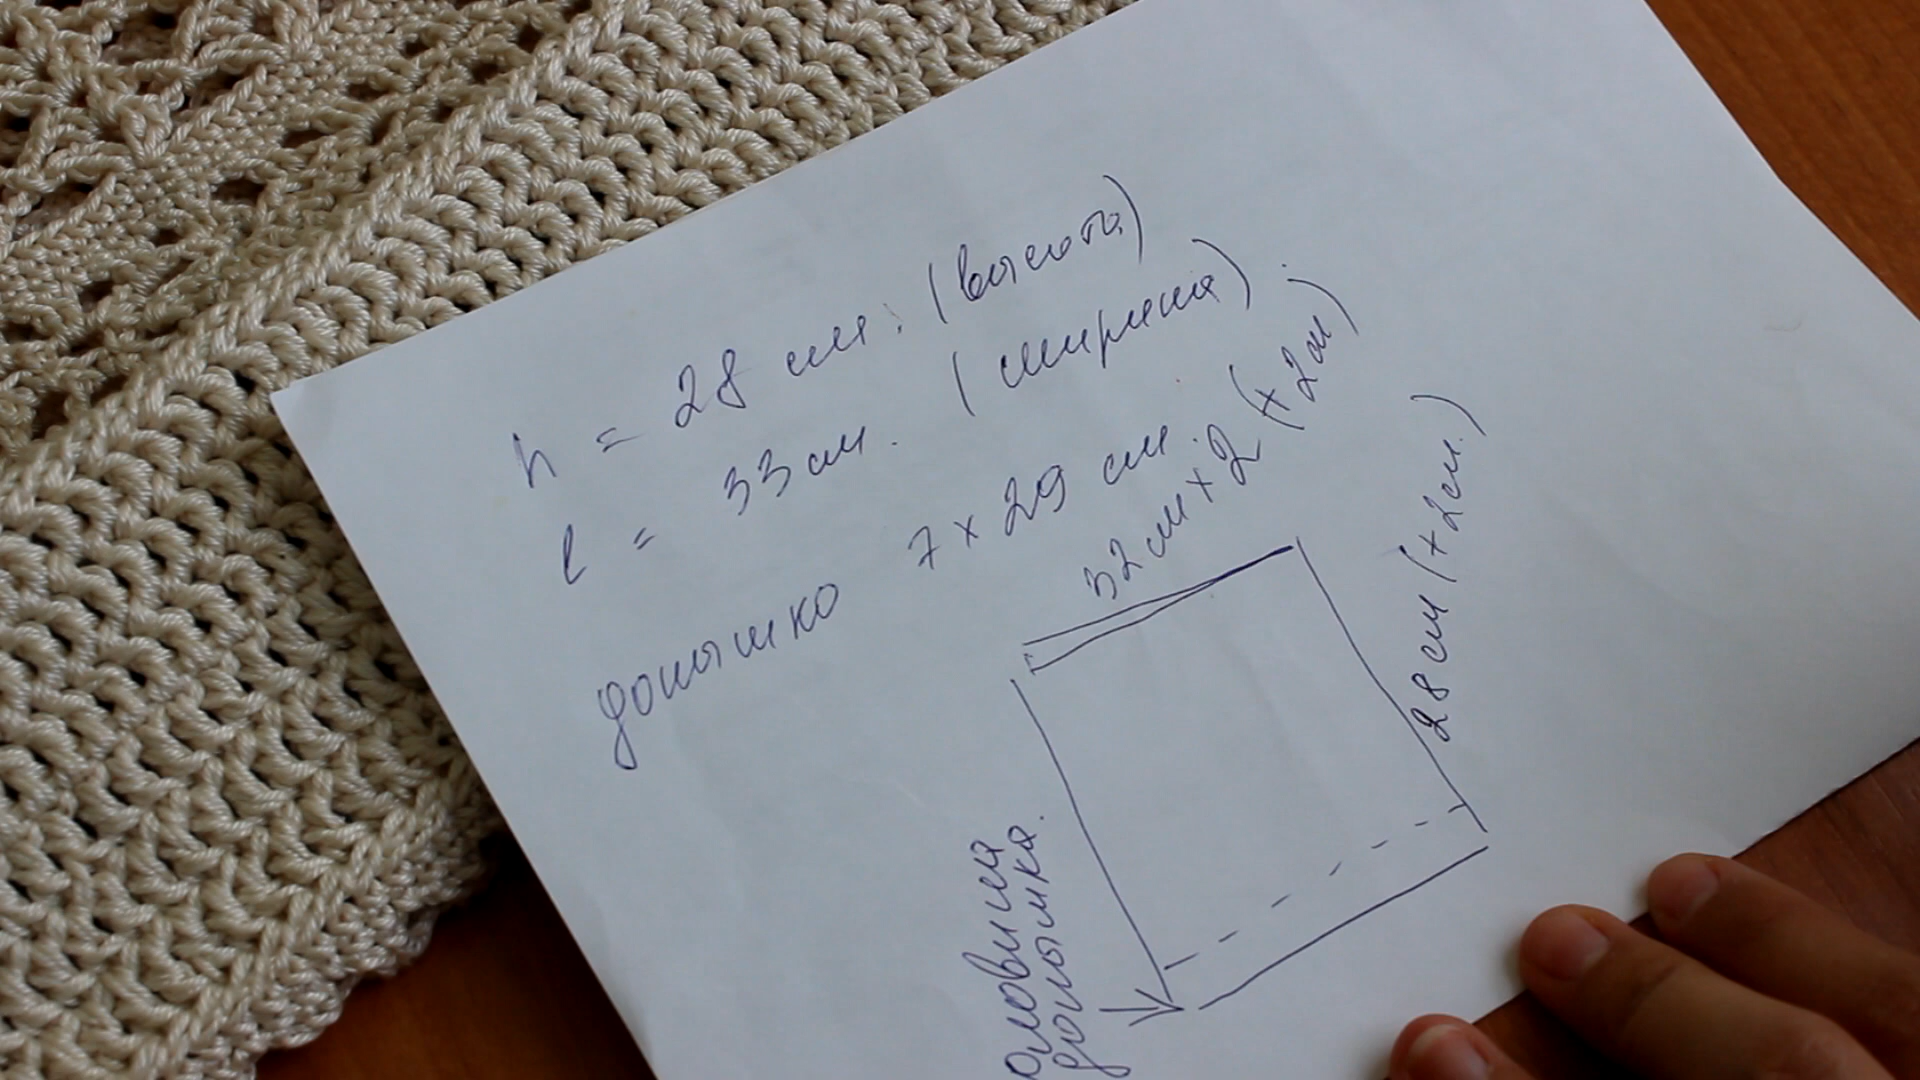 h = 28 см. (высота)
l = 33 см. (ширина)
донышко 7 х 29 см
32 см х 2 (+ 2 см)
28 см (+ 2 см.)
донышка.